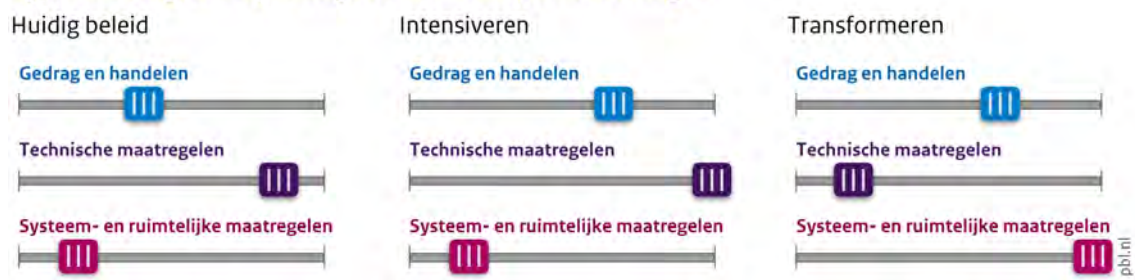 Huidig beleid
Intensiveren
Transformeren
Gedrag en handelen
Gedrag en handelen
Gedrag en handelen
Technische maatregelen
Technische maatregelen
Technische maatregelen
Systeem- en ruimtelijke maatregelen
Systeem- en ruimtelijke maatregelen
Systeem- en ruimtelijke maatregelen
pbl.nl